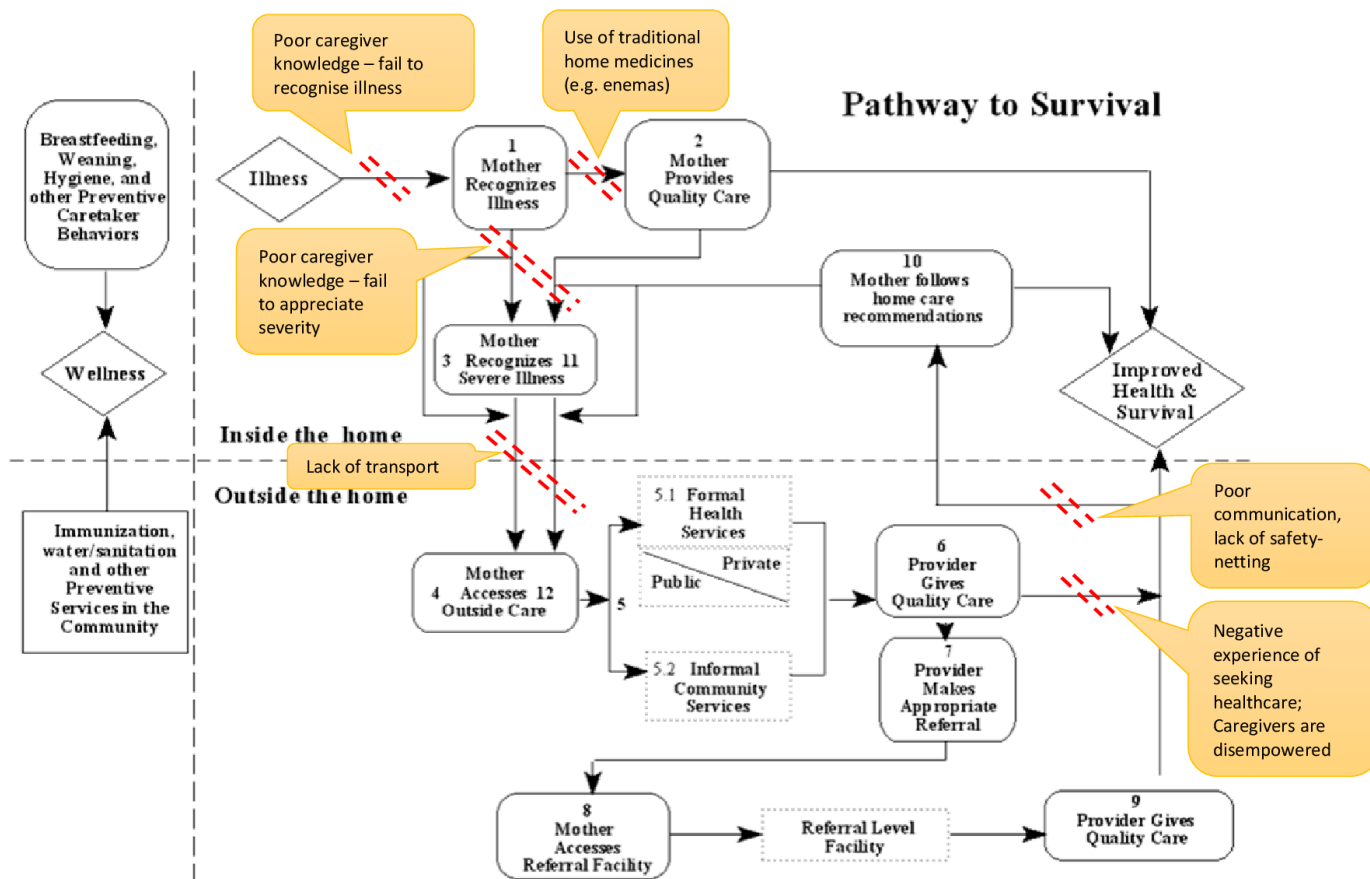 Poor caregiver
knowledge – fail to
recognise illness
Use of traditional
home medicines
(e.g. enemas)
Pathway to Survival
Breastfeeding,
Weaning,
Hygiene, and
other Preventive
Caretaker
Behaviors
Illness
1
Mother
Recognizes
Illness
2
Mother
Provides
Quality Care
Poor caregiver
knowledge – fail
to appreciate
severity
10
Mother follows
home care
recommendations
Mother
3 Recognizes 11
Severe Illness
Wellness
Improved
Health &
Survival
Inside the home
Lack of transport
Outside the home
Immunization,
water/sanitation
and other
Preventive
Services in the
Community
5.1 Formal
Health
Services
Private
Public
Mother
4 Accesses 12
Outside Care
5
5.2 Informal
Community
Services
6
Provider
Gives
Quality Care
7
Provider
Makes
Appropriate
Referral
Poor
communication,
lack of safety-
netting
Negative
experience of
seeking
healthcare;
Caregivers are
disempowered
8
Mother
Accesses
Referral Facility
Referral Level
Facility
9
Provider Gives
Quality Care